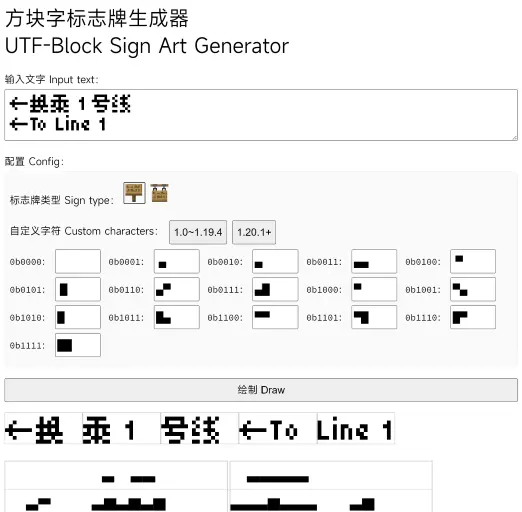 方块字标志牌生成器
UTF-Block Sign Art Generator
输入文字 Input text：
←换乘 1 号线
←To Line 1
配置 Config：
标志牌类型 Sign type：
自定义字符 Custom characters： 1.0~1.19.4 1.20.1+
0b0000: 0b0001: ▗ 0b0010: ▖ 0b0011: ▄ 0b0100: ▝
0b0101: ▐ 0b0110: ▞ 0b0111: ▟ 0b1000: ▘ 0b1001: ▚
0b1010: ▌ 0b1011: ▙ 0b1100: ▀ 0b1101: ▜ 0b1110: ▛
0b1111: █
绘制 Draw
←换乘 1 号线←To Line 1